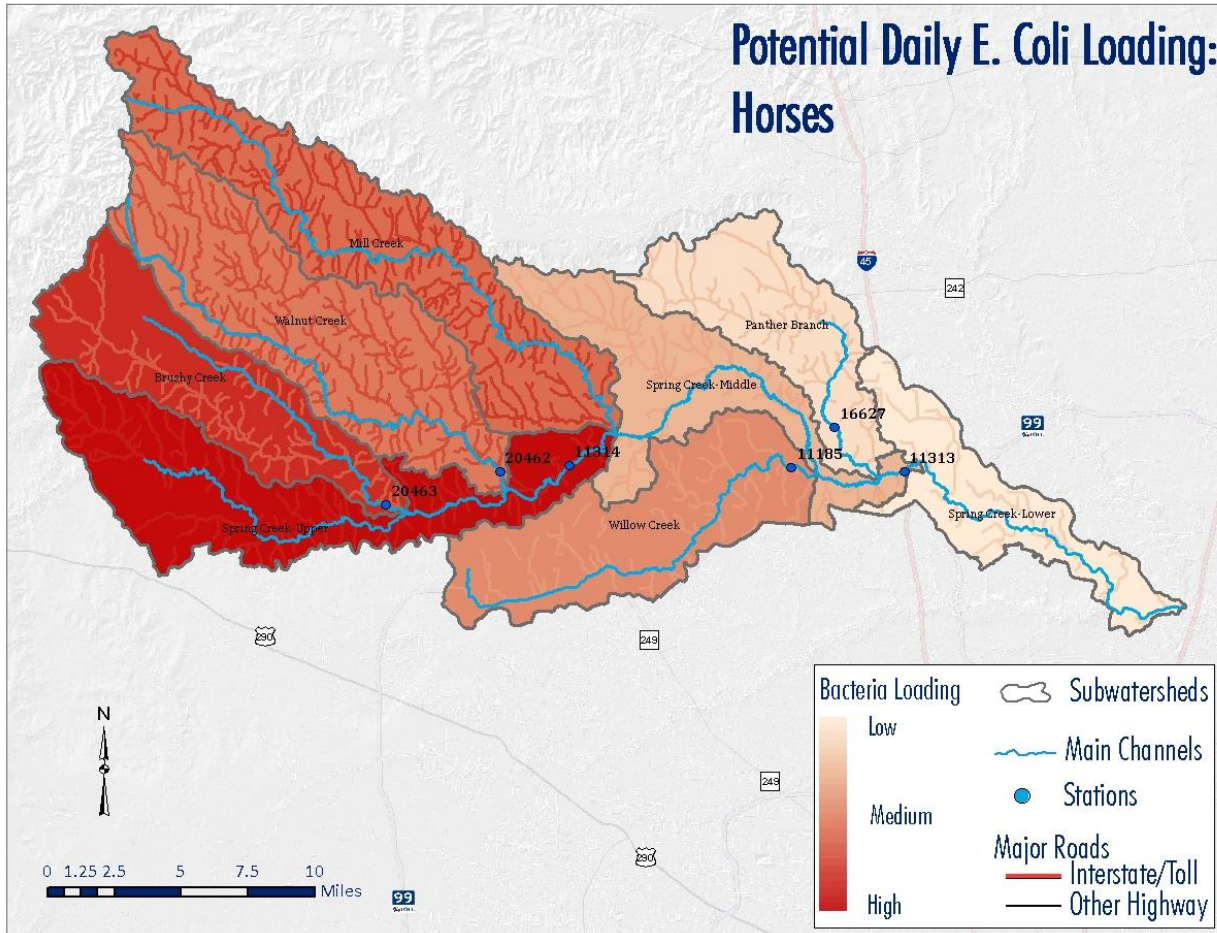 Potential Daily E. Coli Loading:
Horses
45
242
Mill Creek
Walnut Creek
Panther Branch
Brushy Creek
Spring Creek-Middle
99
16627
20462
11314
11185
11313
20463
Spring Creek-Upper
Willow Creek
Spring Creek-Lower
290
249
N
0 1.25 2.5 5 7.5 10
Miles
99
290
249
Bacteria Loading
Low
Medium
High
Subwatersheds
Main Channels
Stations
Major Roads
Interstate/Toll
Other Highway